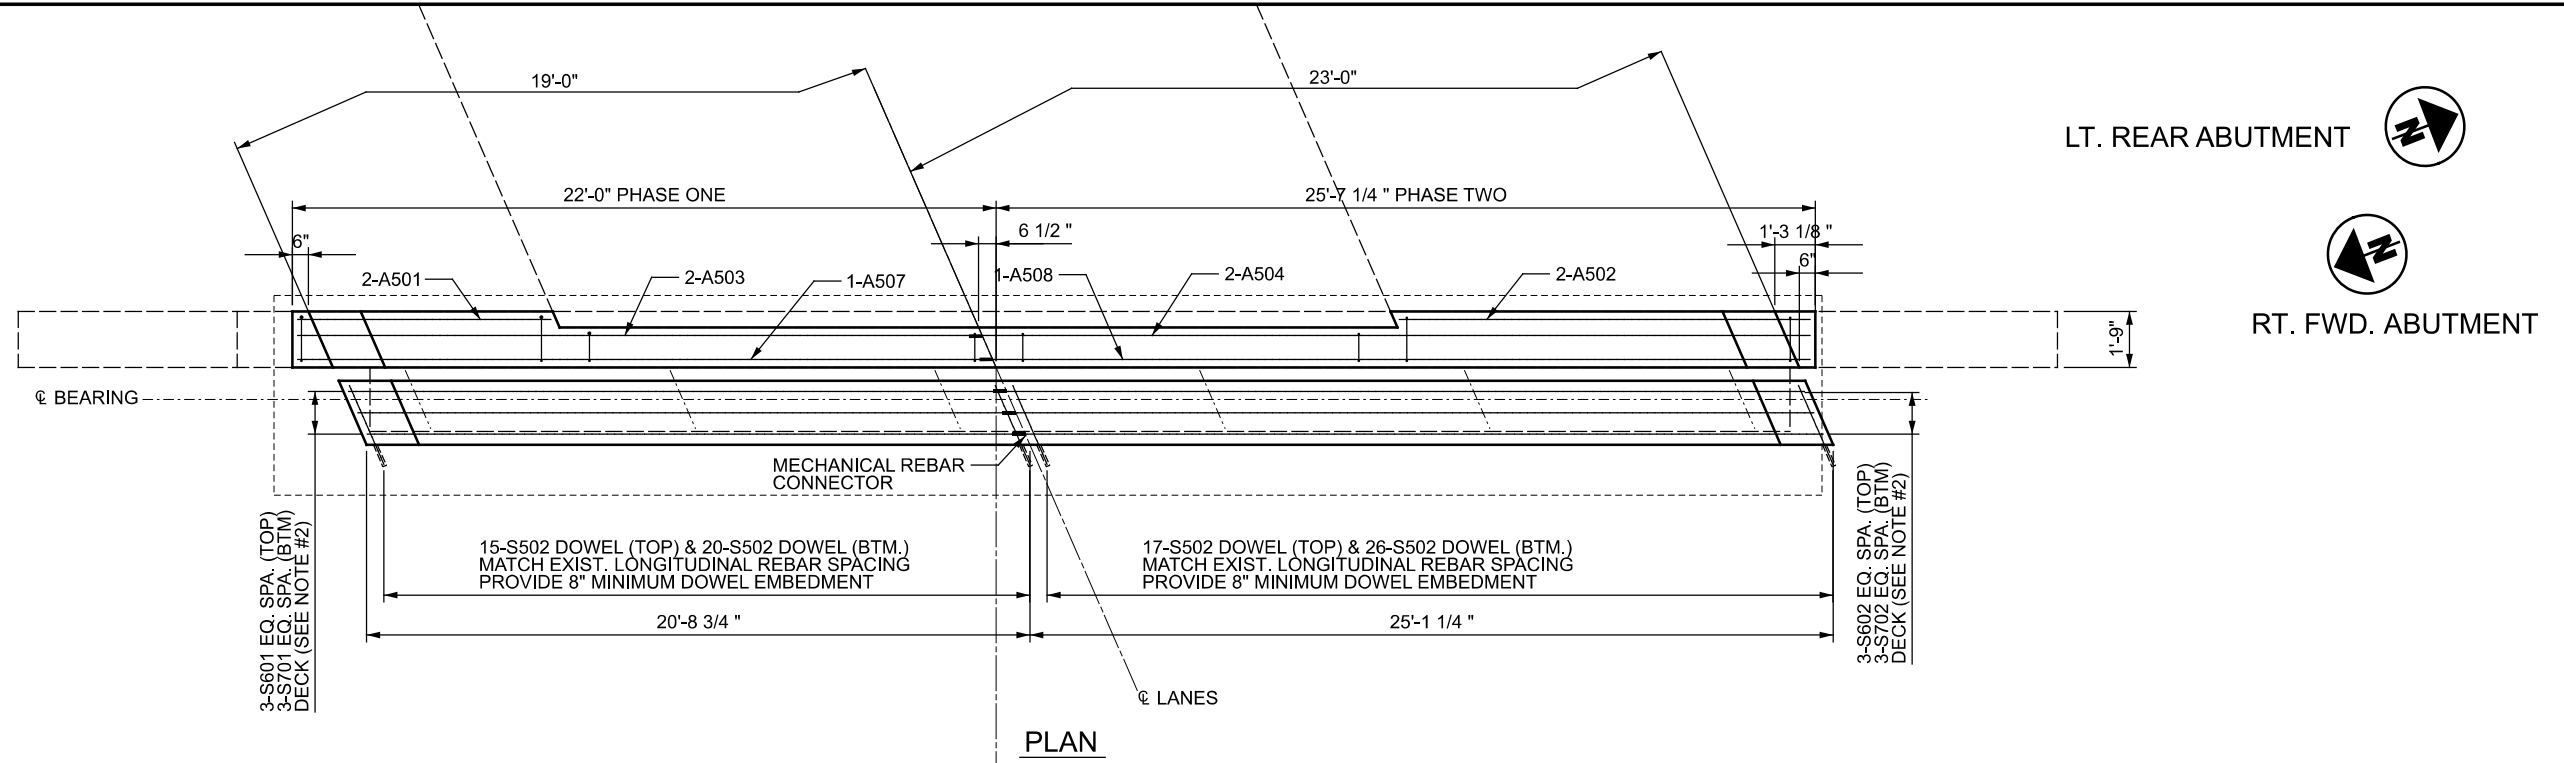 19'-0"
23'-0"
LT. REAR ABUTMENT
N
22'-0" PHASE ONE
25'-7 1/4 " PHASE TWO
6"
6 1/2 "
1'-3 1/8 "
6"
N
2-A501
2-A503
1-A507
1-A508
2-A504
2-A502
RT. FWD. ABUTMENT
1'-9"
℄ BEARING
MECHANICAL REBAR
CONNECTOR
3-S601 EQ. SPA. (TOP)
3-S701 EQ. SPA. (BTM)
DECK (SEE NOTE #2)
15-S502 DOWEL (TOP) & 20-S502 DOWEL (BTM.)
MATCH EXIST. LONGITUDINAL REBAR SPACING
PROVIDE 8" MINIMUM DOWEL EMBEDMENT
17-S502 DOWEL (TOP) & 26-S502 DOWEL (BTM.)
MATCH EXIST. LONGITUDINAL REBAR SPACING
PROVIDE 8" MINIMUM DOWEL EMBEDMENT
3-S602 EQ. SPA. (TOP)
3-S702 EQ. SPA. (BTM)
DECK (SEE NOTE #2)
20'-8 3/4 "
25'-1 1/4 "
℄ LANES
PLAN